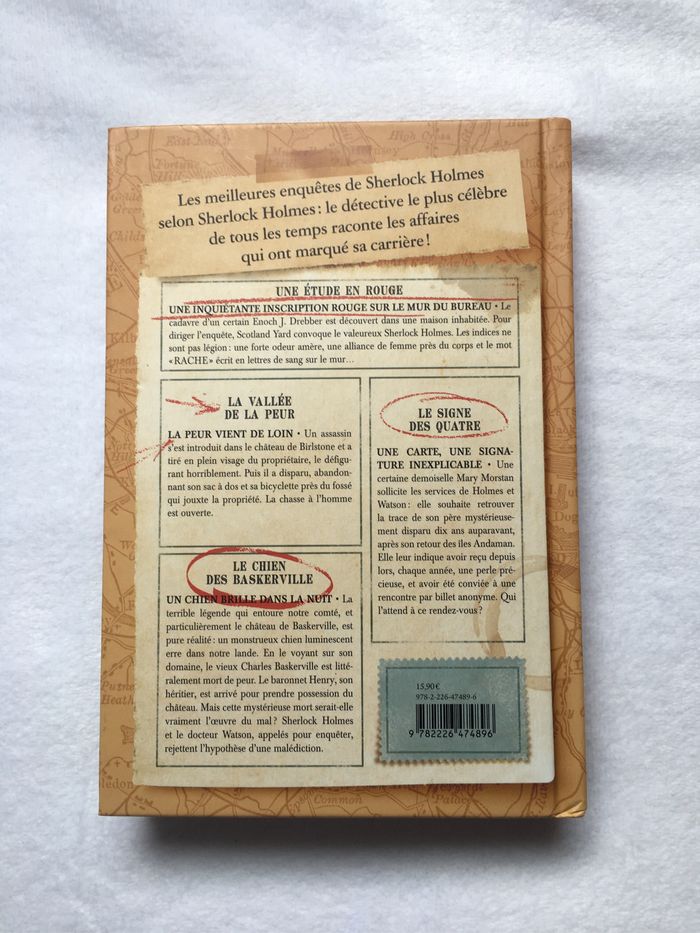 Les meilleures enquêtes de Sherlock Holmes
selon Sherlock Holmes : le détective le plus célèbre
de tous les temps raconte les affaires
qui ont marqué sa carrière !
UNE ÉTUDE EN ROUGE
UNE INQUIÉTANTE INSCRIPTION ROUGE SUR LE MUR DU BUREAU • Le
cadavre d'un certain Enoch J. Drebber est découvert dans une maison inhabitée. Pour
diriger l'enquête, Scotland Yard convoque le valeureux Sherlock Holmes. Les indices ne
sont pas légion : une forte odeur amère, une alliance de femme près du corps et le mot
«RACHE» écrit en lettres de sang sur le mur…
LA VALLÉE
DE LA PEUR
LA PEUR VIENT DE LOIN • Un assassin
s'est introduit dans le château de Birlstone et a
tiré en plein visage du propriétaire, le défigu-
rant horriblement. Puis il a disparu, abandon-
nant son sac à dos et sa bicyclette près du fossé
qui jouxte la propriété. La chasse à l'homme
est ouverte.
LE SIGNE
DES QUATRE
UNE CARTE, UNE SIGNA-
TURE INEXPLICABLE • Une
certaine demoiselle Mary Morstan
sollicite les services de Holmes et
Watson : elle souhaite retrouver
la trace de son père mystérieuse-
ment disparu dix ans auparavant,
après son retour des îles Andaman.
Elle leur indique avoir reçu depuis
lors, chaque année, une perle pré-
cieuse, et avoir été conviée à une
rencontre par billet anonyme. Qui
l'attend à ce rendez-vous ?
LE CHIEN
DES BASKERVILLE
UN CHIEN BRILLE DANS LA NUIT • La
terrible légende qui entoure notre comté, et
particulièrement le château de Baskerville, est
pure réalité : un monstrueux chien luminescent
erre dans notre lande. En le voyant sur son
domaine, le vieux Charles Baskerville est litté-
ralement mort de peur. Le baronnet Henry, son
héritier, est arrivé pour prendre possession du
château. Mais cette mystérieuse mort serait-elle
vraiment l'œuvre du mal ? Sherlock Holmes
et le docteur Watson, appelés pour enquêter,
rejettent l'hypothèse d'une malédiction.
15,90 €
978-2-226-47489-6
9 782226 474896
High Cross
Common
Palace